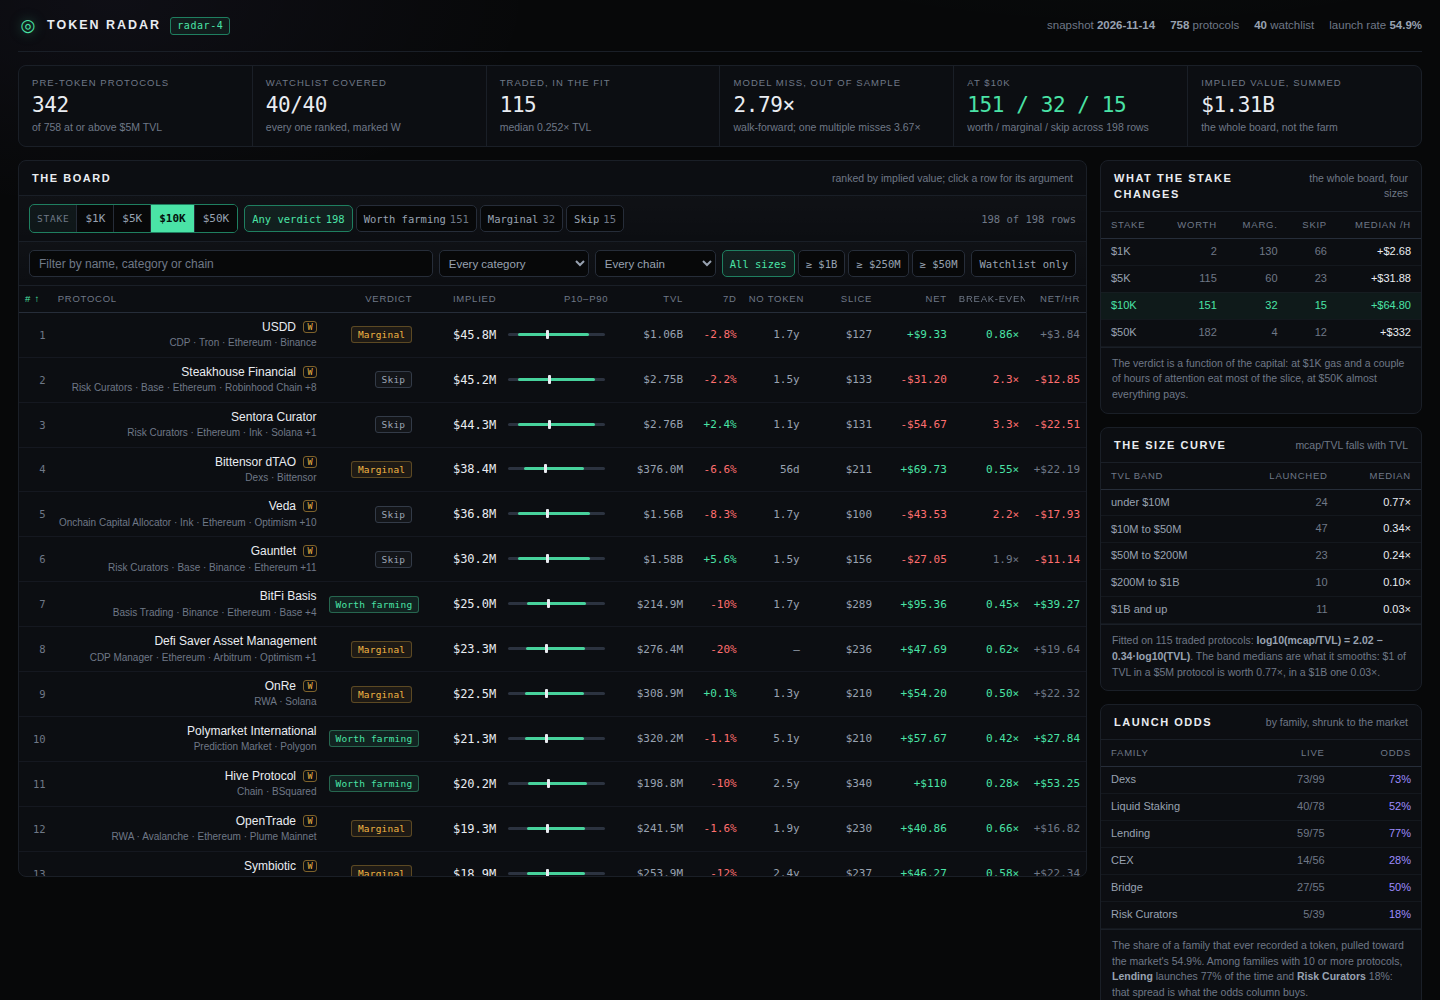 ◎ TOKEN RADAR radar-4
snapshot 2026-11-14 758 protocols 40 watchlist launch rate 54.9%
PRE-TOKEN PROTOCOLS
342
of 758 at or above $5M TVL
WATCHLIST COVERED
40/40
every one ranked, marked W
TRADED, IN THE FIT
115
median 0.252× TVL
MODEL MISS, OUT OF SAMPLE
2.79×
walk-forward; one multiple misses 3.67×
AT $10K
151 / 32 / 15
worth / marginal / skip across 198 rows
IMPLIED VALUE, SUMMED
$1.31B
the whole board, not the farm
THE BOARD
ranked by implied value; click a row for its argument
STAKE $1K $5K $10K $50K Any verdict 198 Worth farming 151 Marginal 32 Skip 15 198 of 198 rows
Filter by name, category or chain Every category Every chain All sizes ≥ $1B ≥ $250M ≥ $50M Watchlist only
# ↑ PROTOCOL VERDICT IMPLIED P10–P90 TVL 7D NO TOKEN SLICE NET BREAK-EVEN NET/HR
1 USDD W Marginal $45.8M $1.06B -2.8% 1.7y $127 +$9.33 0.86× +$3.84
CDP · Tron · Ethereum · Binance
2 Steakhouse Financial W Skip $45.2M $2.75B -2.2% 1.5y $133 -$31.20 2.3× -$12.85
Risk Curators · Base · Ethereum · Robinhood Chain +8
3 Sentora Curator Skip $44.3M $2.76B +2.4% 1.1y $131 -$54.67 3.3× -$22.51
Risk Curators · Ethereum · Ink · Solana +1
4 Bittensor dTAO W Marginal $38.4M $376.0M -6.6% 56d $211 +$69.73 0.55× +$22.19
Dexs · Bittensor
5 Veda W Skip $36.8M $1.56B -8.3% 1.7y $100 -$43.53 2.2× -$17.93
Onchain Capital Allocator · Ink · Ethereum · Optimism +10
6 Gauntlet W Skip $30.2M $1.58B +5.6% 1.5y $156 -$27.05 1.9× -$11.14
Risk Curators · Base · Binance · Ethereum +11
7 BitFi Basis Worth farming $25.0M $214.9M -10% 1.7y $289 +$95.36 0.45× +$39.27
Basis Trading · Binance · Ethereum · Base +4
8 Defi Saver Asset Management Marginal $23.3M $276.4M -20% – $236 +$47.69 0.62× +$19.64
CDP Manager · Ethereum · Arbitrum · Optimism +1
9 OnRe W Marginal $22.5M $308.9M +0.1% 1.3y $210 +$54.20 0.50× +$22.32
RWA · Solana
10 Polymarket International Worth farming $21.3M $320.2M -1.1% 5.1y $210 +$57.67 0.42× +$27.84
Prediction Market · Polygon
11 Hive Protocol W Worth farming $20.2M $198.8M -10% 2.5y $340 +$110 0.28× +$53.25
Chain · BSquared
12 OpenTrade W Marginal $19.3M $241.5M -1.6% 1.9y $230 +$40.86 0.66× +$16.82
RWA · Avalanche · Ethereum · Plume Mainnet
13 Symbiotic W Marginal $18.9M $253.9M -12% 2.4y $237 +$46.27 0.58× +$22.34
WHAT THE STAKE CHANGES
the whole board, four sizes
STAKE WORTH MARG. SKIP MEDIAN /H
$1K 2 130 66 +$2.68
$5K 115 60 23 +$31.88
$10K 151 32 15 +$64.80
$50K 182 4 12 +$332
The verdict is a function of the capital: at $1K gas and a couple
of hours of attention eat most of the slice, at $50K almost
everything pays.
THE SIZE CURVE mcap/TVL falls with TVL
TVL BAND LAUNCHED MEDIAN
under $10M 24 0.77×
$10M to $50M 47 0.34×
$50M to $200M 23 0.24×
$200M to $1B 10 0.10×
$1B and up 11 0.03×
Fitted on 115 traded protocols: log10(mcap/TVL) = 2.02 −
0.34·log10(TVL). The band medians are what it smooths: $1 of
TVL in a $5M protocol is worth 0.77×, in a $1B one 0.03×.
LAUNCH ODDS by family, shrunk to the market
FAMILY LIVE ODDS
Dexs 73/99 73%
Liquid Staking 40/78 52%
Lending 59/75 77%
CEX 14/56 28%
Bridge 27/55 50%
Risk Curators 5/39 18%
The share of a family that ever recorded a token, pulled toward
the market's 54.9%. Among families with 10 or more protocols,
Lending launches 77% of the time and Risk Curators 18%:
that spread is what the odds column buys.